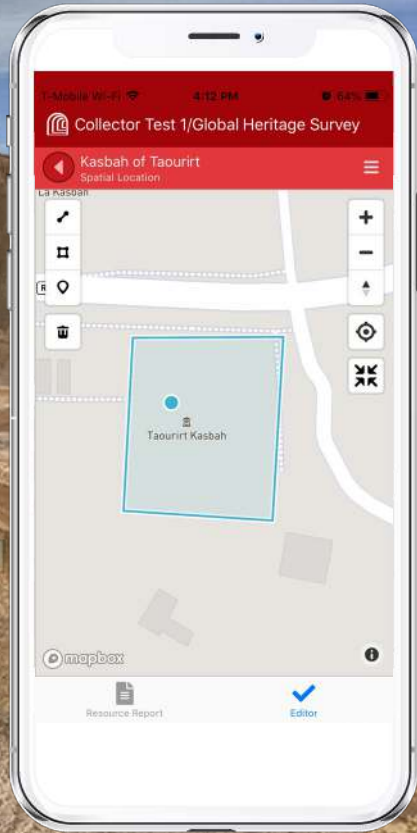 T-Mobile Wi-Fi 4:12 PM 64%
Collector Test 1/Global Heritage Survey
Kasbah of Taourirt
Spatial Location
La Kasbah
R
Taourirt Kasbah
mapbox
Resource Report
Editor